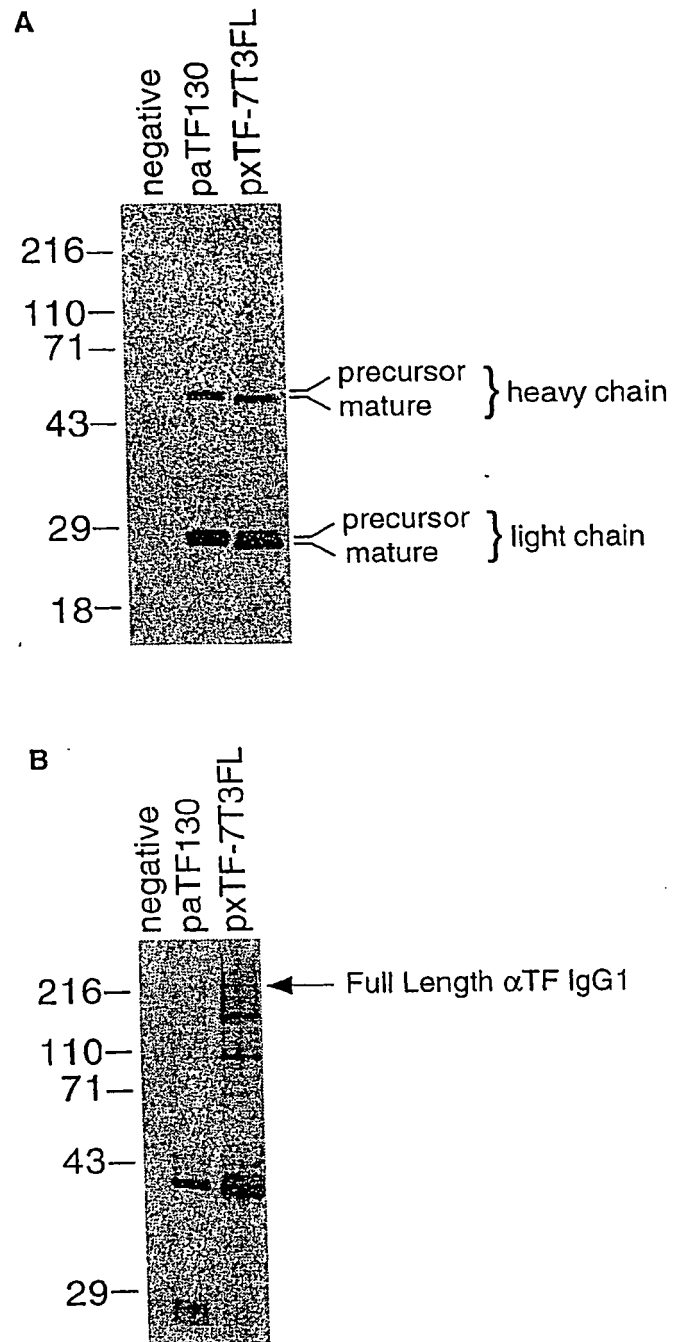 A
negative
paTF130
pxTF-7T3FL
216
110
71
43
29
18
precursor
mature
} heavy chain
precursor
mature
} light chain
B
negative
paTF130
pxTF-7T3FL
216
110
71
43
29
Full Length αTF IgG1